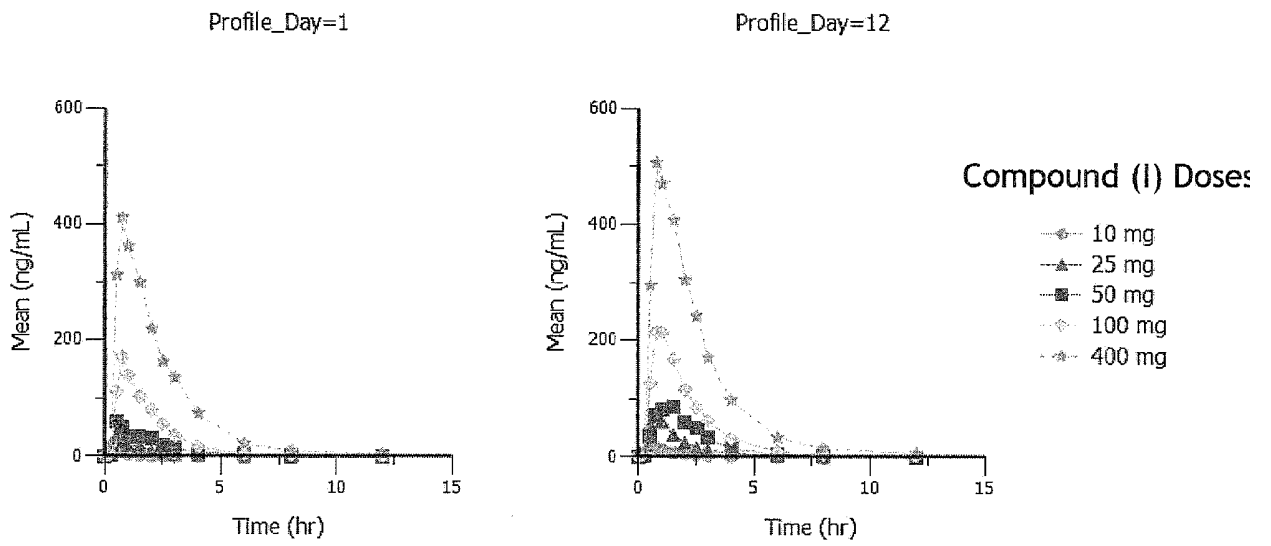 Profile_Day=1
600
400
200
0
Mean (ng/mL)
0
5
10
15
Time (hr)
Profile_Day=12
600
400
200
0
Mean (ng/mL)
0
5
10
15
Time (hr)
Compound (I) Doses
10 mg
25 mg
50 mg
100 mg
400 mg